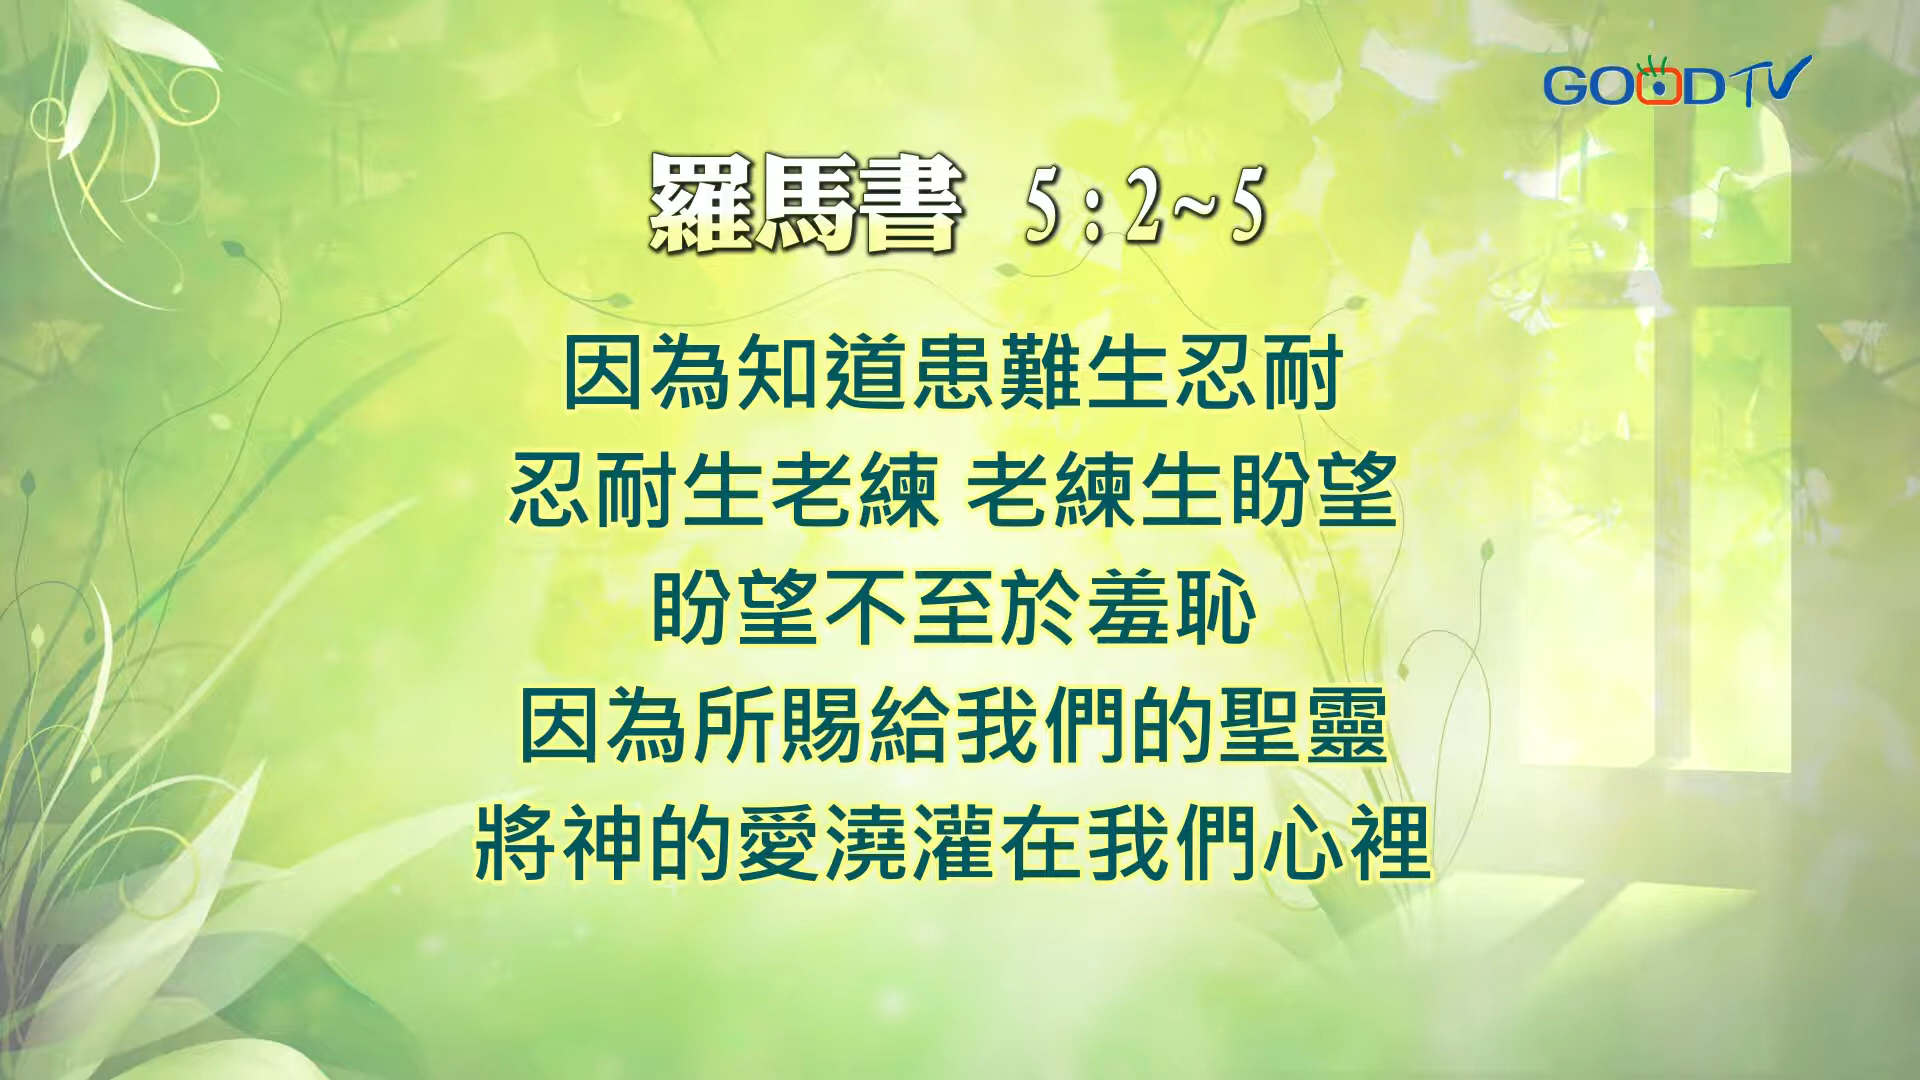 GOOD TV
羅馬書 5:2~5
因為知道患難生忍耐
忍耐生老練 老練生盼望
盼望不至於羞恥
因為所賜給我們的聖靈
將神的愛澆灌在我們心裡